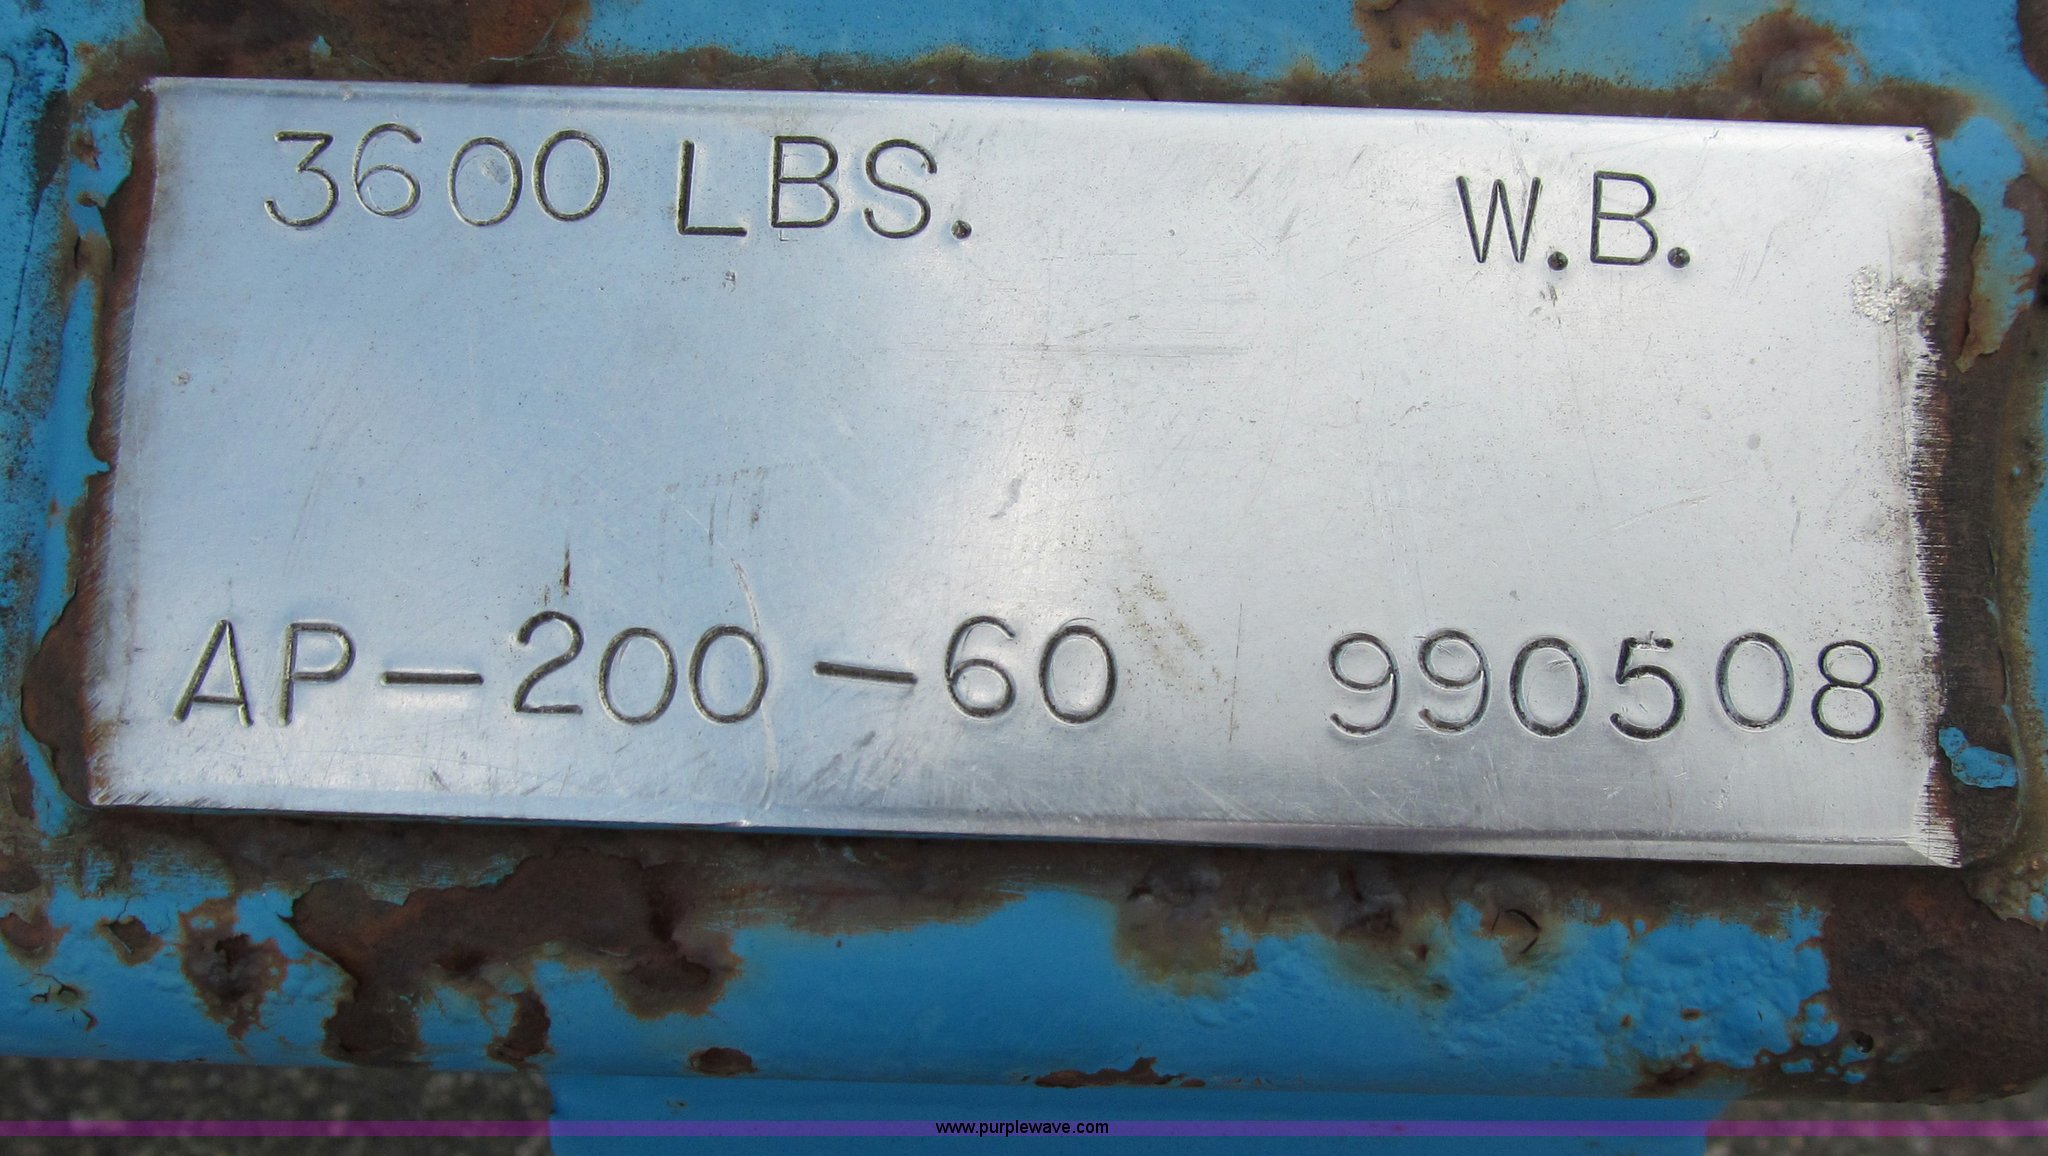 3600 LBS. W.B.
AP-200-60 990508
www.purplewave.com